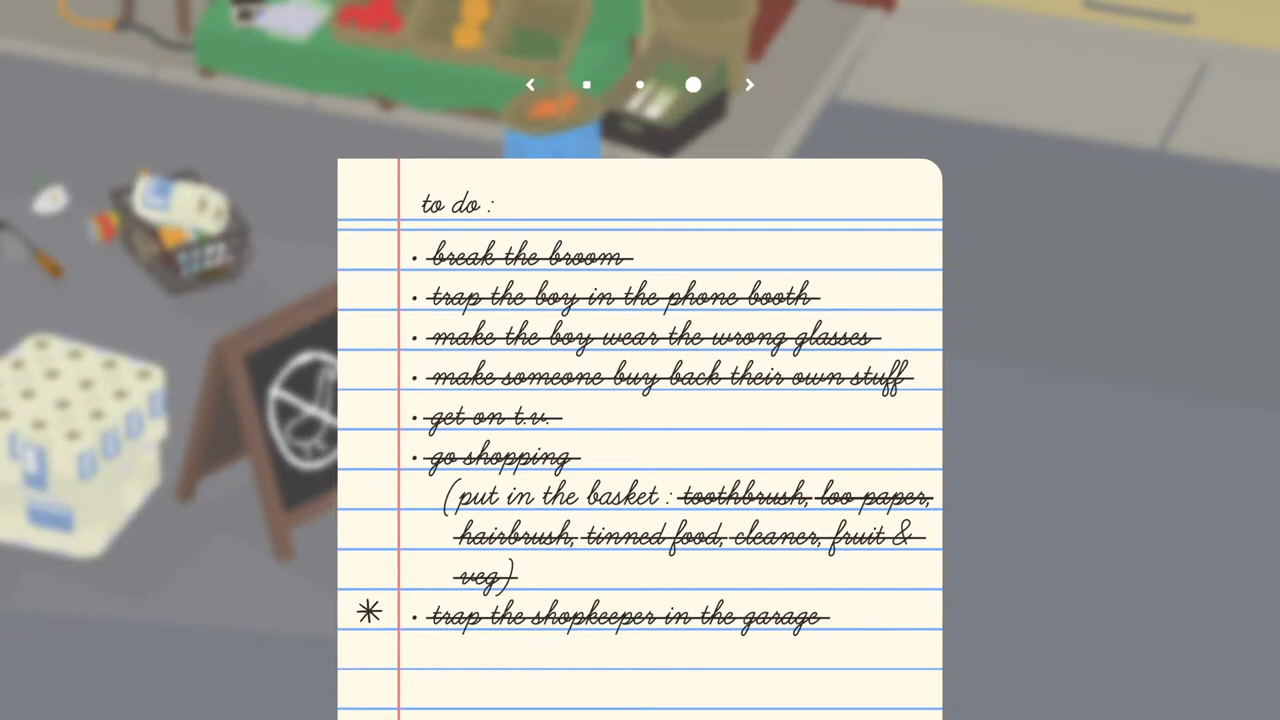 to do :
• break the broom
• trap the boy in the phone booth
• make the boy wear the wrong glasses
• make someone buy back their own stuff
• get on t.v.
• go shopping
(put in the basket : toothbrush, loo paper,
hairbrush, tinned food, cleaner, fruit &
veg)
* • trap the shopkeeper in the garage